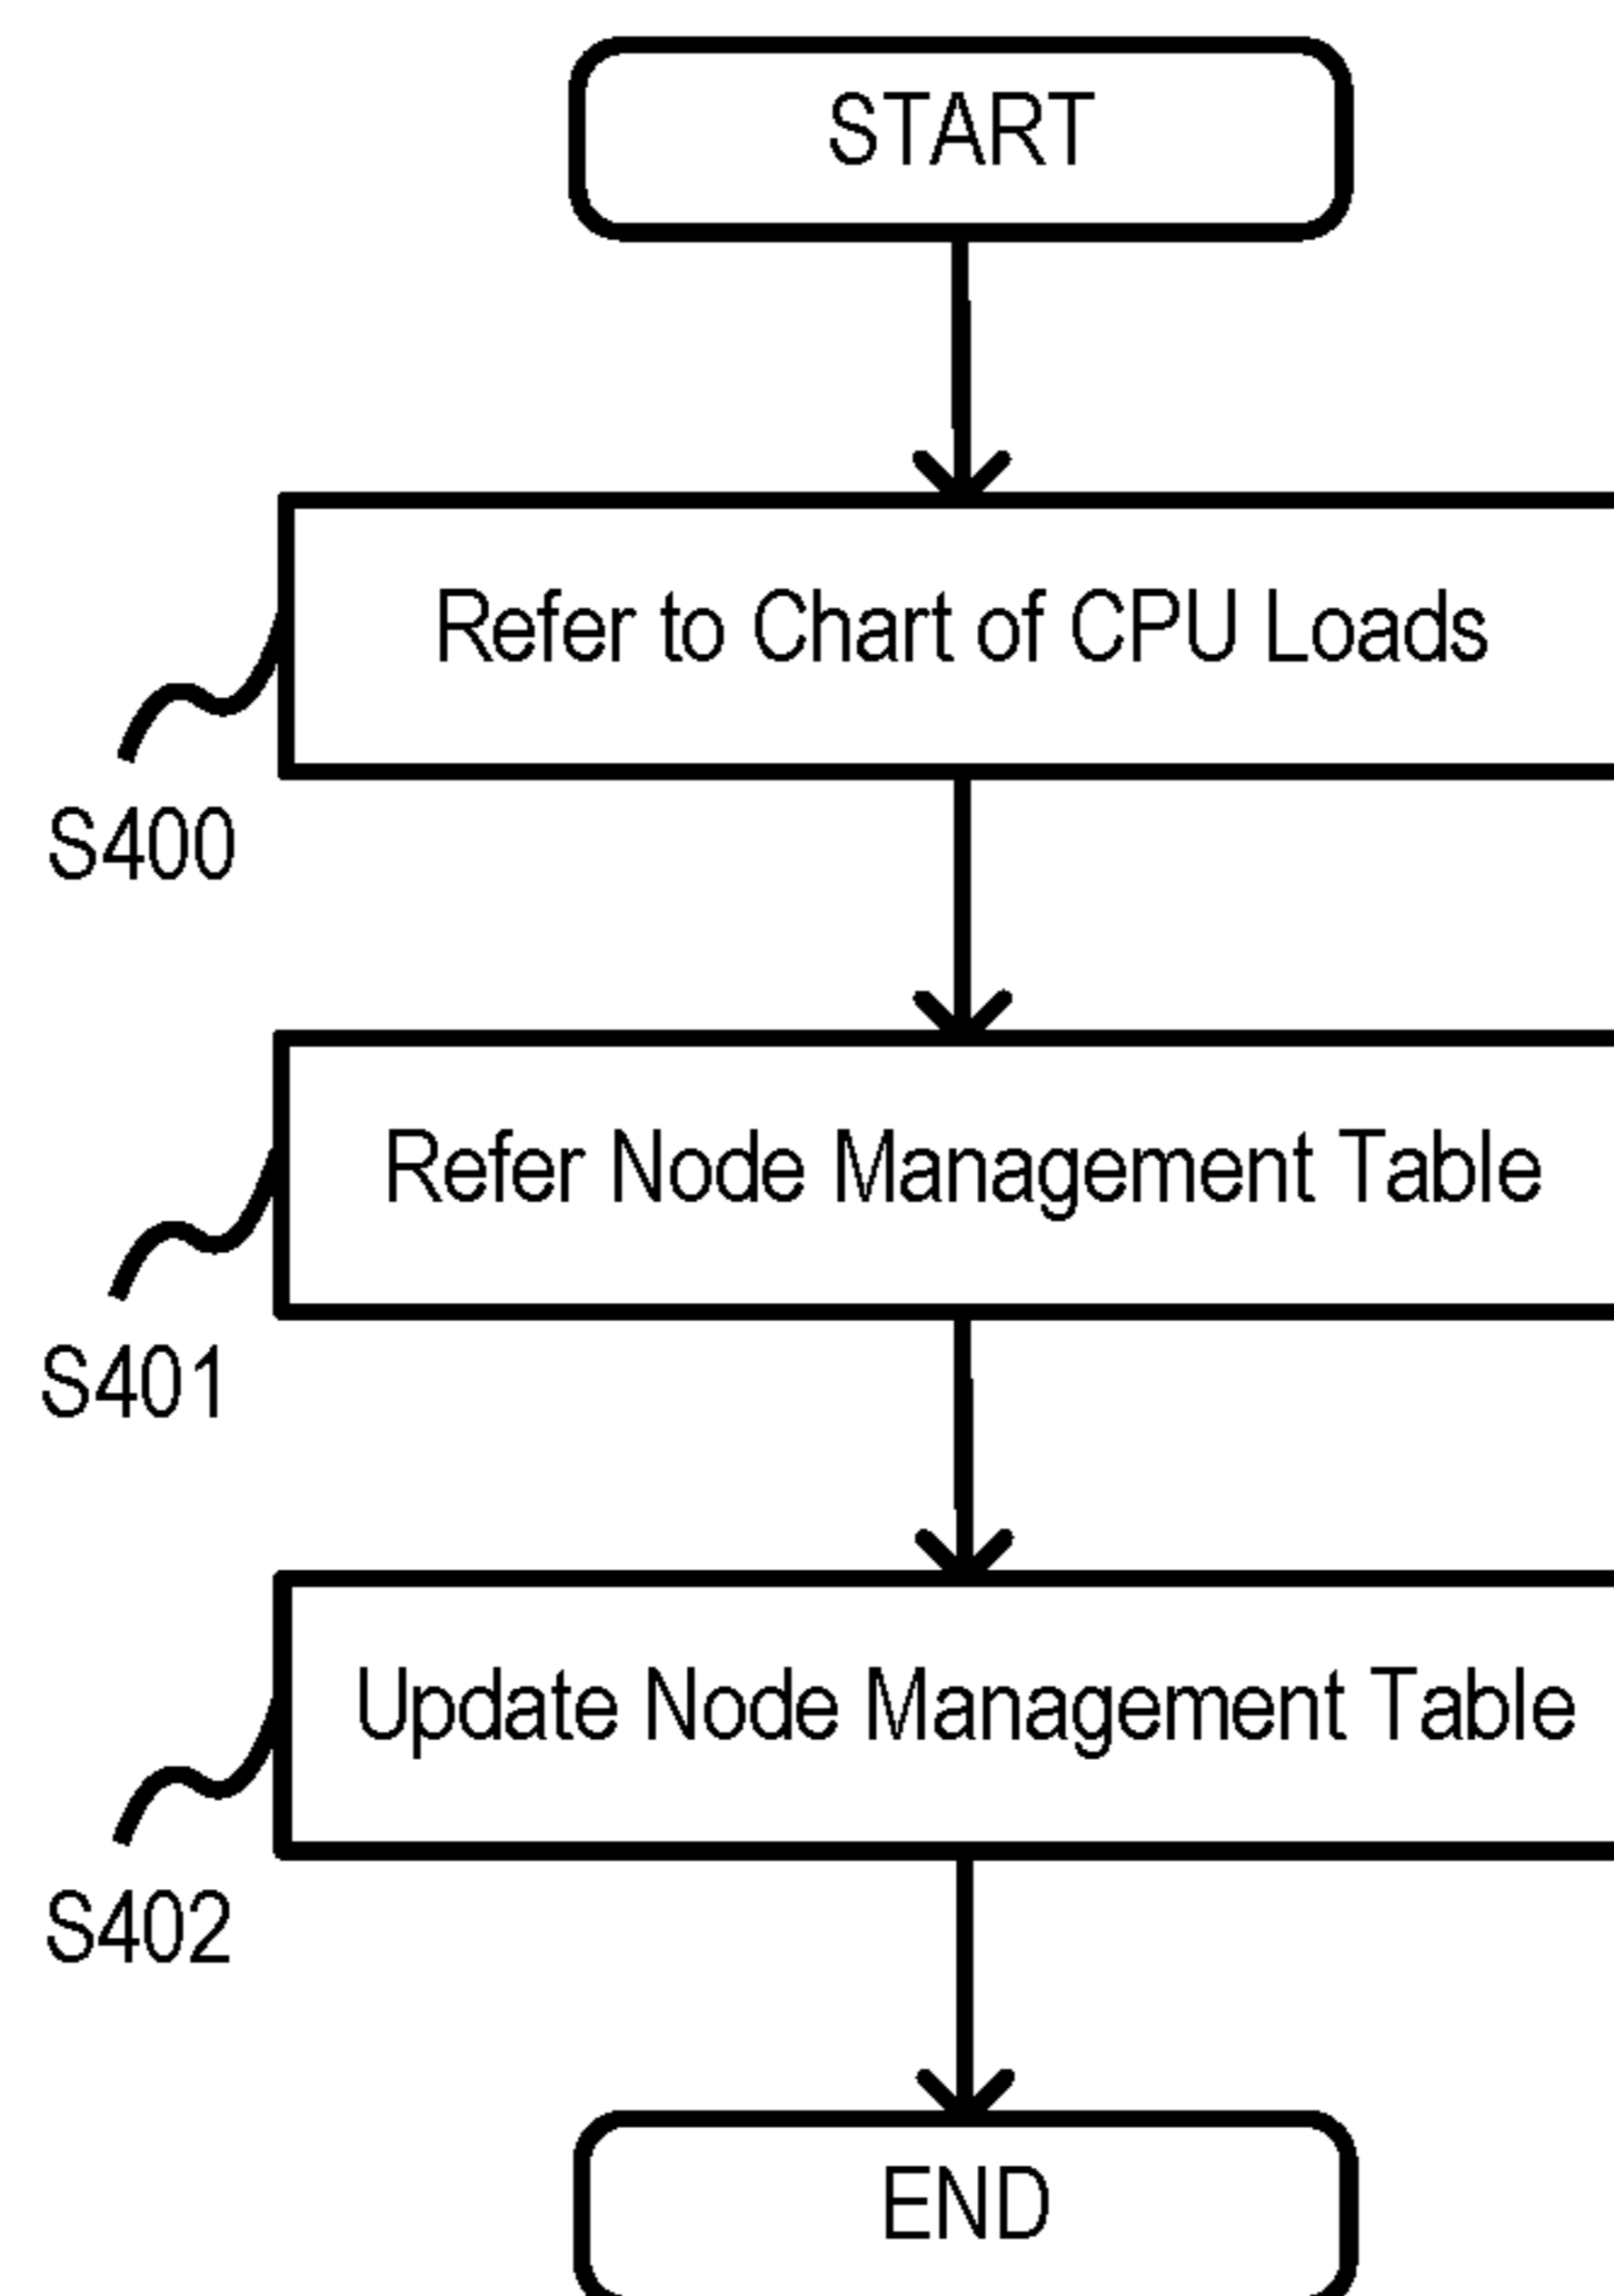 START
Refer to Chart of CPU Loads
S400
Refer Node Management Table
S401
Update Node Management Table
S402
END